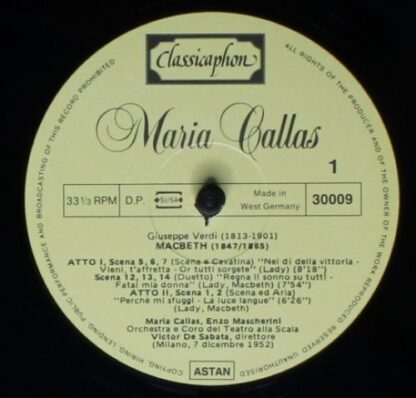 Classicaphon
Maria Callas
1
33 1/3 RPM
D.P.
SUISA
Made in
West Germany
30009
Giuseppe Verdi (1813-1901)
MACBETH (1847/1865)
ATTO I, Scena 5, 6, 7 (Scena e Cavatina) "Nel dì della vittoria -
Vieni, t'affretta - Or tutti sorgete" (Lady) (8'18")
Scena 12, 13, 14 (Duetto) "Regna il sonno su tutti -
Fatal mia donna" (Lady, Macbeth) (7'54")
ATTO II, Scena 1, 2 (Scena ed Aria)
"Perchè mi sfuggi - La luce langue" (6'26")
(Lady, Macbeth)
Maria Callas, Enzo Mascherini
Orchestra e Coro del Teatro alla Scala
Victor De Sabata, direttore
(Milano, 7 dicembre 1952)
ASTAN
ALL RIGHTS OF THE PRODUCER AND OF THE OWNER OF THE WORK REPRODUCED RESERVED. UNAUTHORISED COPYING, HIRING, LENDING, PUBLIC PERFORMANCE AND BROADCASTING OF THIS RECORD PROHIBITED